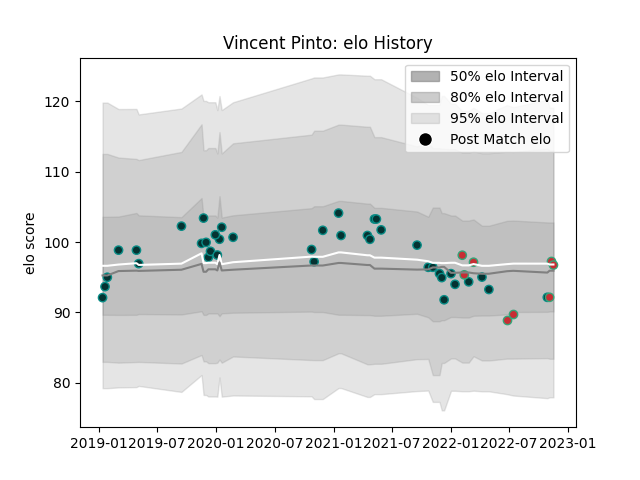 Vincent Pinto: elo History
50% elo Interval
80% elo Interval
95% elo Interval
Post Match elo
elo score
120
110
100
90
80
2019-01 2019-07 2020-01 2020-07 2021-01 2021-07 2022-01 2022-07 2023-01